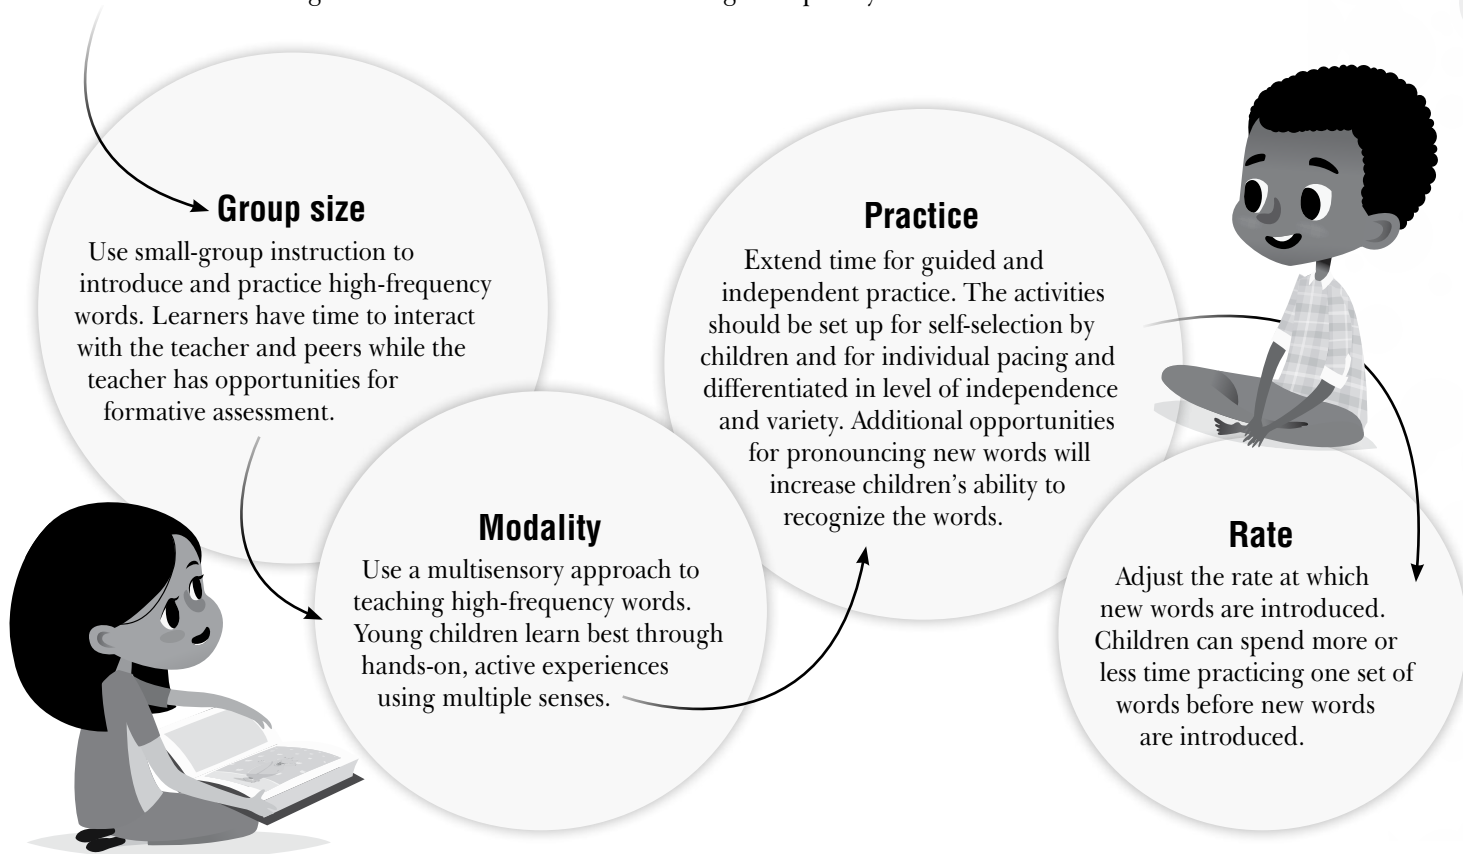 Group size
Use small-group instruction to
introduce and practice high-frequency
words. Learners have time to interact
with the teacher and peers while the
teacher has opportunities for
formative assessment.
Modality
Use a multisensory approach to
teaching high-frequency words.
Young children learn best through
hands-on, active experiences
using multiple senses.
Practice
Extend time for guided and
independent practice. The activities
should be set up for self-selection by
children and for individual pacing and
differentiated in level of independence
and variety. Additional opportunities
for pronouncing new words will
increase children’s ability to
recognize the words.
Rate
Adjust the rate at which
new words are introduced.
Children can spend more or
less time practicing one set of
words before new words
are introduced.